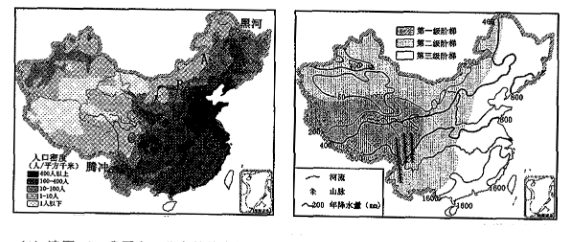 黑河
腾冲
人口密度
(人/平方千米)
400人以上
100-400人
10-100人
1-10人
1人以下
第一级阶梯
第二级阶梯
第三级阶梯
400
800
800
1600
1600
1600
200
400
河流
山脉
200 年降水量(mm)